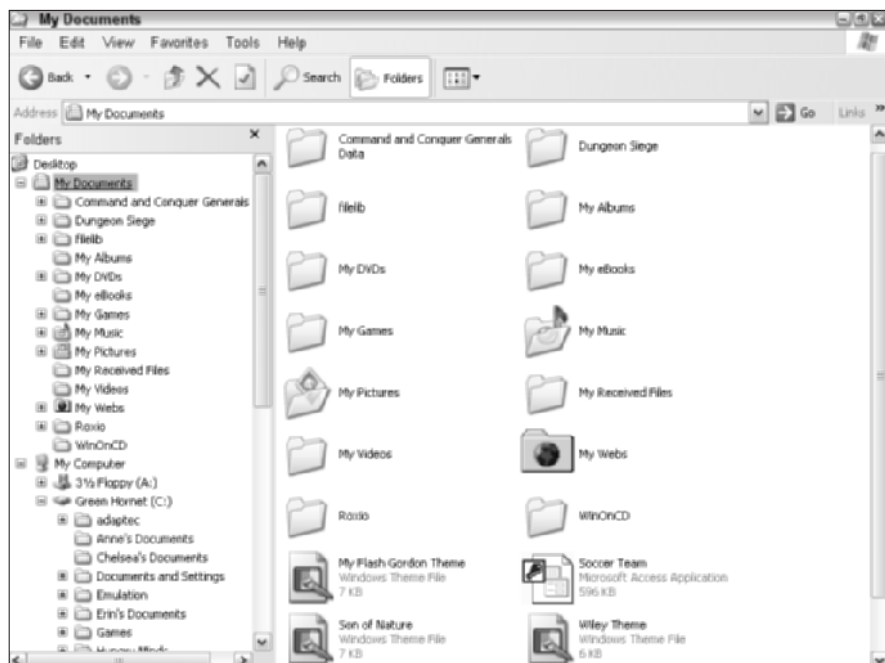 My Documents
File Edit View Favorites Tools Help
Back Search Folders
Address My Documents Go Links »
Folders
Desktop
My Documents
Command and Conquer Generals
Dungeon Siege
filelib
My Albums
My DVDs
My eBooks
My Games
My Music
My Pictures
My Received Files
My Videos
My Webs
Roxio
WinOnCD
My Computer
3½ Floppy (A:)
Green Hornet (C:)
adaptec
Anne's Documents
Chelsea's Documents
Documents and Settings
Emulation
Erin's Documents
Games
Hungry Minds
Command and Conquer Generals
Data
Dungeon Siege
filelib
My Albums
My DVDs
My eBooks
My Games
My Music
My Pictures
My Received Files
My Videos
My Webs
Roxio
WinOnCD
My Flash Gordon Theme
Windows Theme File
7 KB
Soccer Team
Microsoft Access Application
596 KB
Son of Nature
Windows Theme File
7 KB
Wiley Theme
Windows Theme File
6 KB